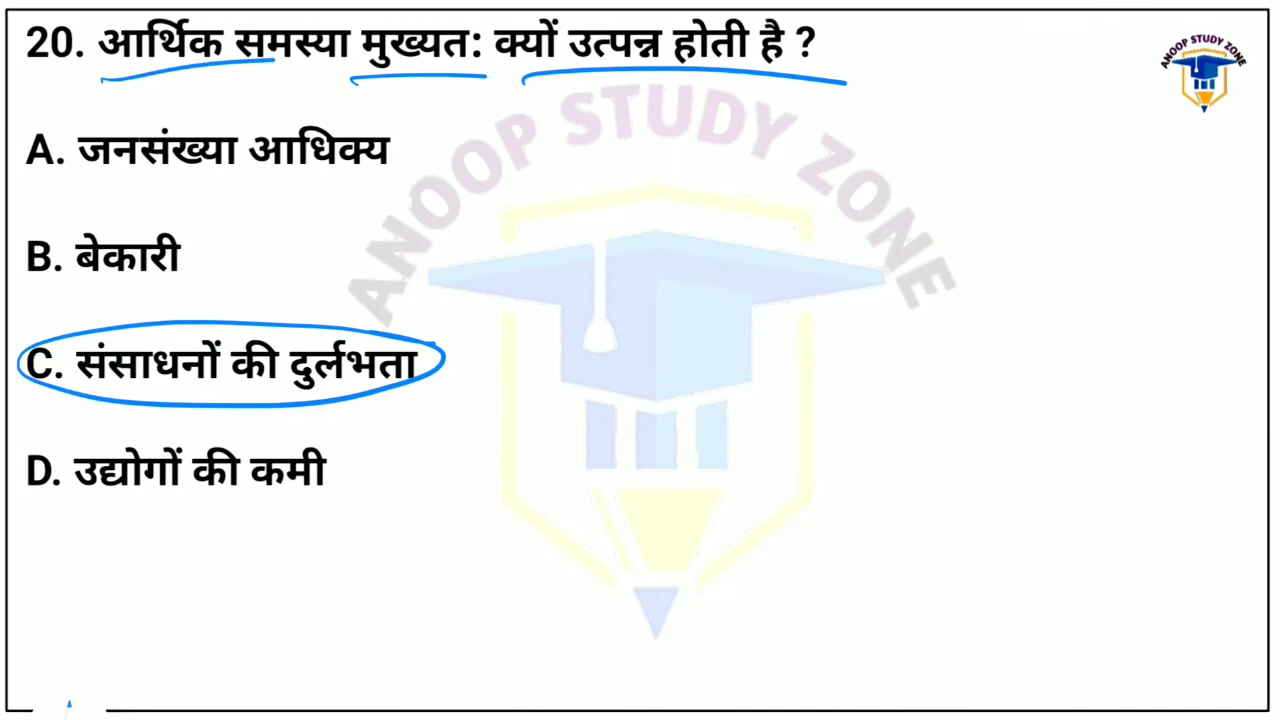 20. आर्थिक समस्या मुख्यत: क्यों उत्पन्न होती है ?
ANOOP STUDY ZONE
A. जनसंख्या आधिक्य
B. बेकारी
C. संसाधनों की दुर्लभता
D. उद्योगों की कमी
ANOOP STUDY ZONE